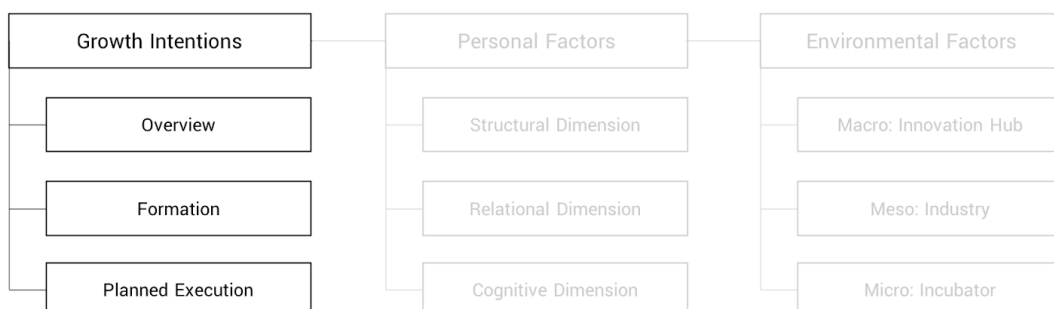 Growth Intentions
Personal Factors
Environmental Factors
Overview
Structural Dimension
Macro: Innovation Hub
Formation
Relational Dimension
Meso: Industry
Planned Execution
Cognitive Dimension
Micro: Incubator